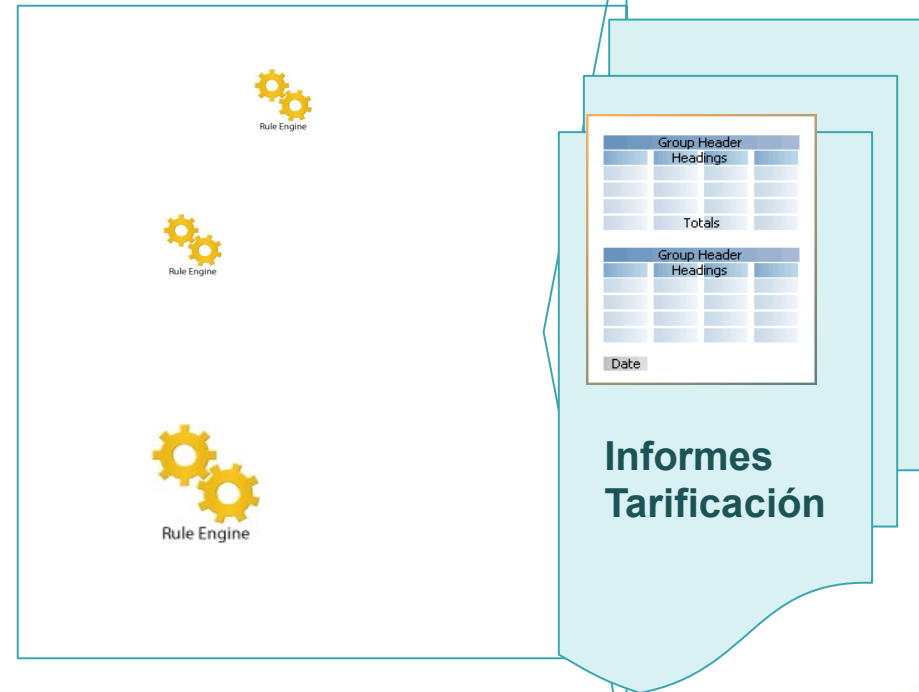 Rule Engine
Rule Engine
Rule Engine
Group Header
Headings
Totals
Group Header
Headings
Date
Informes
Tarificación